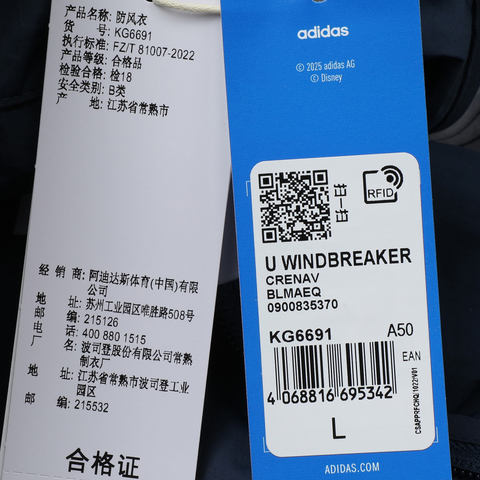 产品名称: 防风衣
货 号: KG6691
执行标准: FZ/T 81007-2022
产品等级: 合格品
检验合格: 检18
安全类别: B类
产 地: 江苏省常熟市
经 销 商: 阿迪达斯体育(中国)有限公司
地 址: 苏州工业园区唯胜路508号
邮 编: 215126
电 话: 400 880 1515
厂 名: 波司登股份有限公司常熟
制衣厂
地 址: 江苏省常熟市波司登工业
园区
邮 编: 215532
合格证
adidas
© 2025 adidas AG
© Disney
RFID
U WINDBREAKER
CRENAV
BLMAEQ
0900835370
KG6691 A50
EAN
4 068816 695342
CSAPPRFCHQ/1022/V01
L
ADIDAS.COM